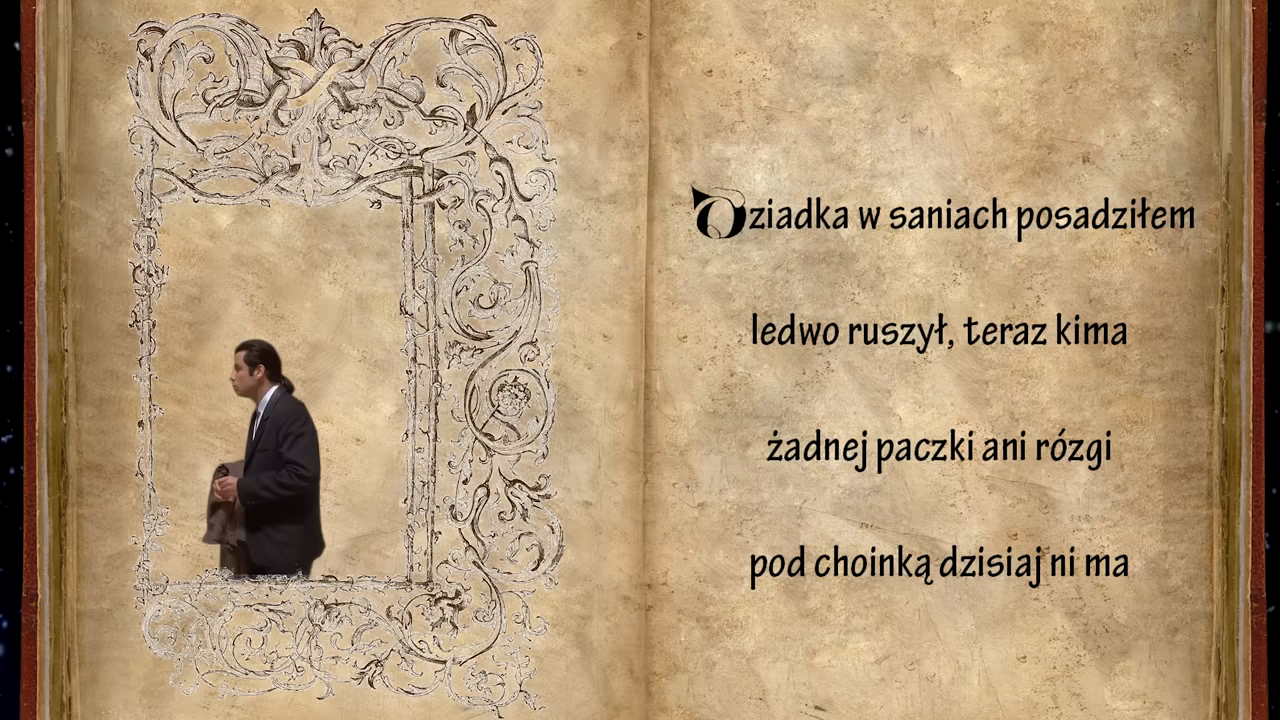 Dziadka w saniach posadziłem
ledwo ruszył, teraz kima
żadnej paczki ani rózgi
pod choinką dzisiaj ni ma